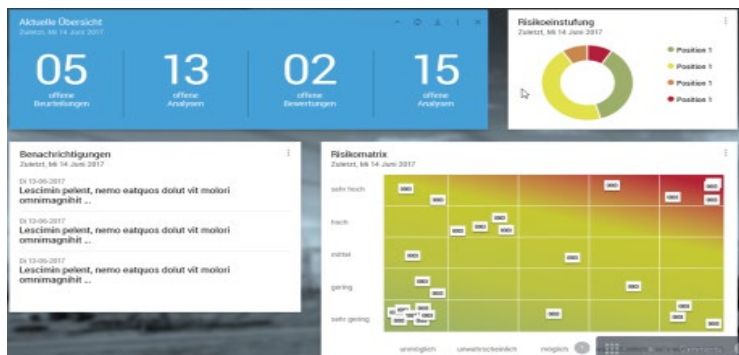 Aktuelle Übersicht
Zuletzt, Mi 14 Juni 2017
05
offene
Beurteilungen
13
offene
Analysen
02
offene
Bewertungen
15
offene
Analysen
Risikoeinstufung
Zuletzt, Mi 14 Juni 2017
Position 1
Position 1
Position 1
Position 1
Benachrichtigungen
Zuletzt, Mi 14 Juni 2017
Di 13-06-2017
Lescimin pelent, nemo eatquos dolut vit molori
omnimagnihit ...
Di 13-06-2017
Lescimin pelent, nemo eatquos dolut vit molori
omnimagnihit ...
Di 13-06-2017
Lescimin pelent, nemo eatquos dolut vit molori
omnimagnihit ...
Risikomatrix
Zuletzt, Mi 14 Juni 2017
sehr hoch
hoch
mittel
gering
sehr gering
unmöglich
unwahrscheinlich
möglich